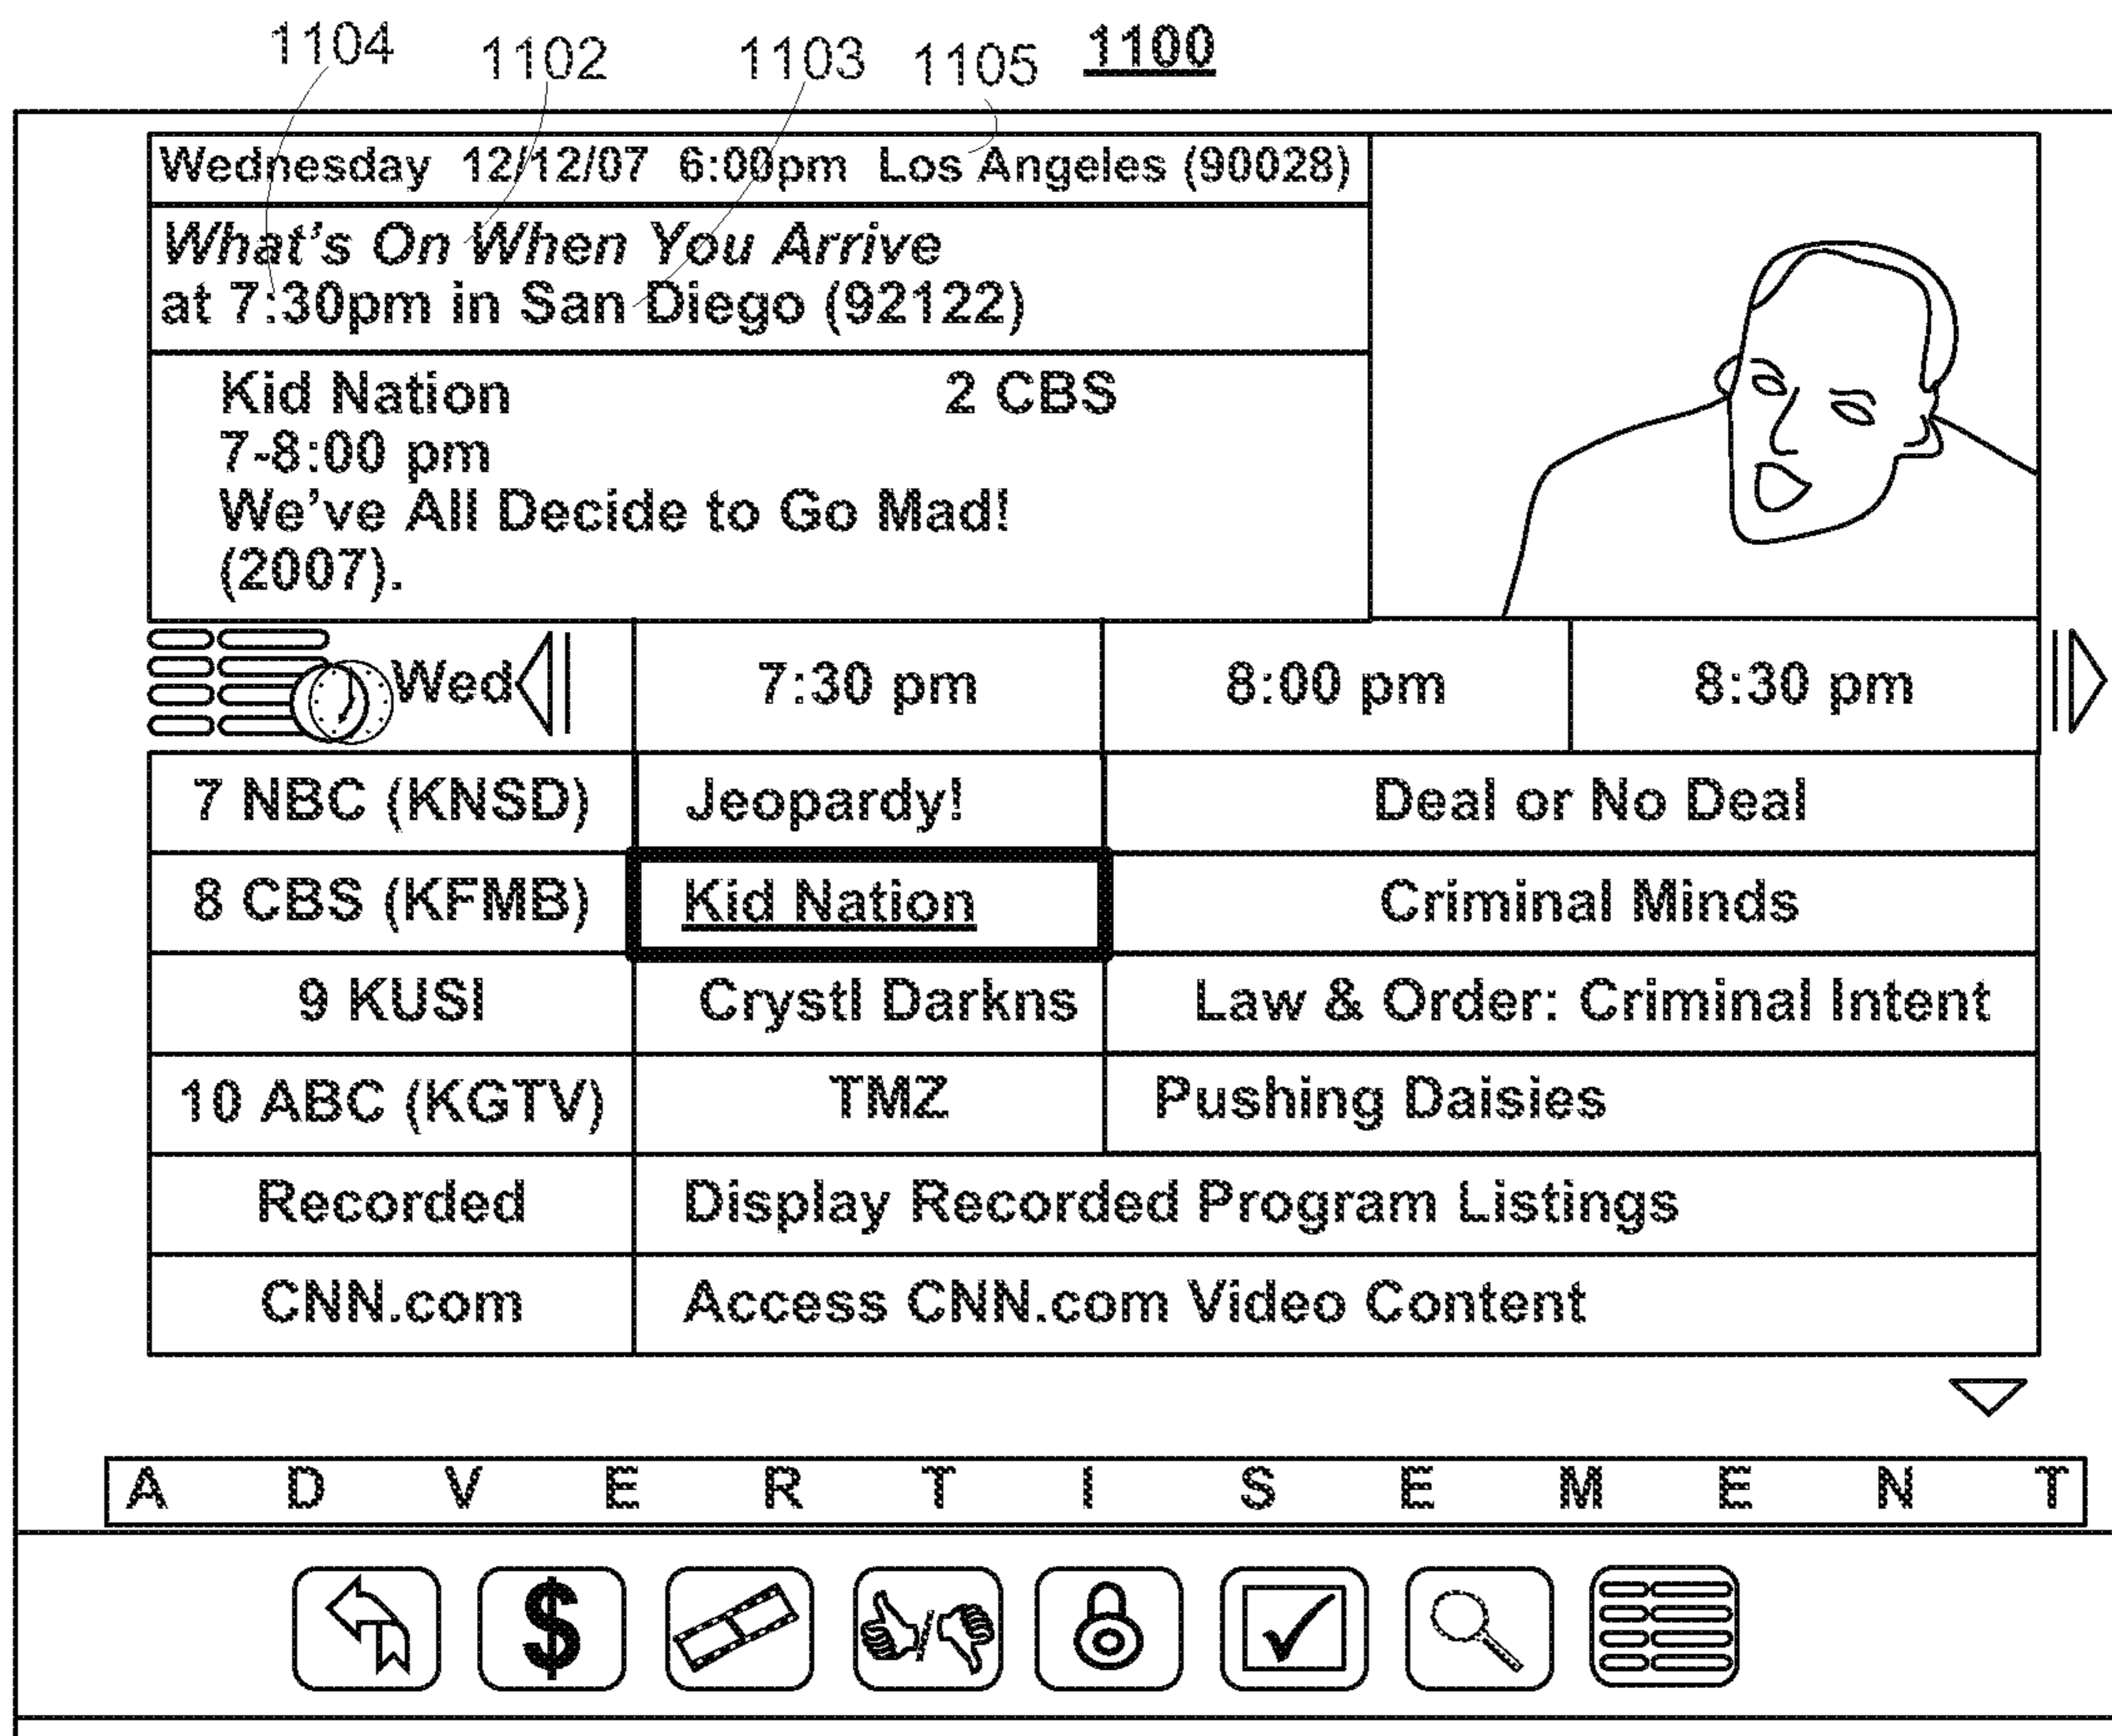 1104 1102 1103 1105 1100
Wednesday 12/12/07 6:00pm Los Angeles (90028)
What's On When You Arrive
at 7:30pm in San Diego (92122)
Kid Nation 2 CBS
7-8:00 pm
We've All Decide to Go Mad!
(2007).
Wed 7:30 pm 8:00 pm 8:30 pm
7 NBC (KNSD) Jeopardy! Deal or No Deal
8 CBS (KFMB) Kid Nation Criminal Minds
9 KUSI Crystl Darkns Law & Order: Criminal Intent
10 ABC (KGTV) TMZ Pushing Daisies
Recorded Display Recorded Program Listings
CNN.com Access CNN.com Video Content
A D V E R T I S E M E N T
$